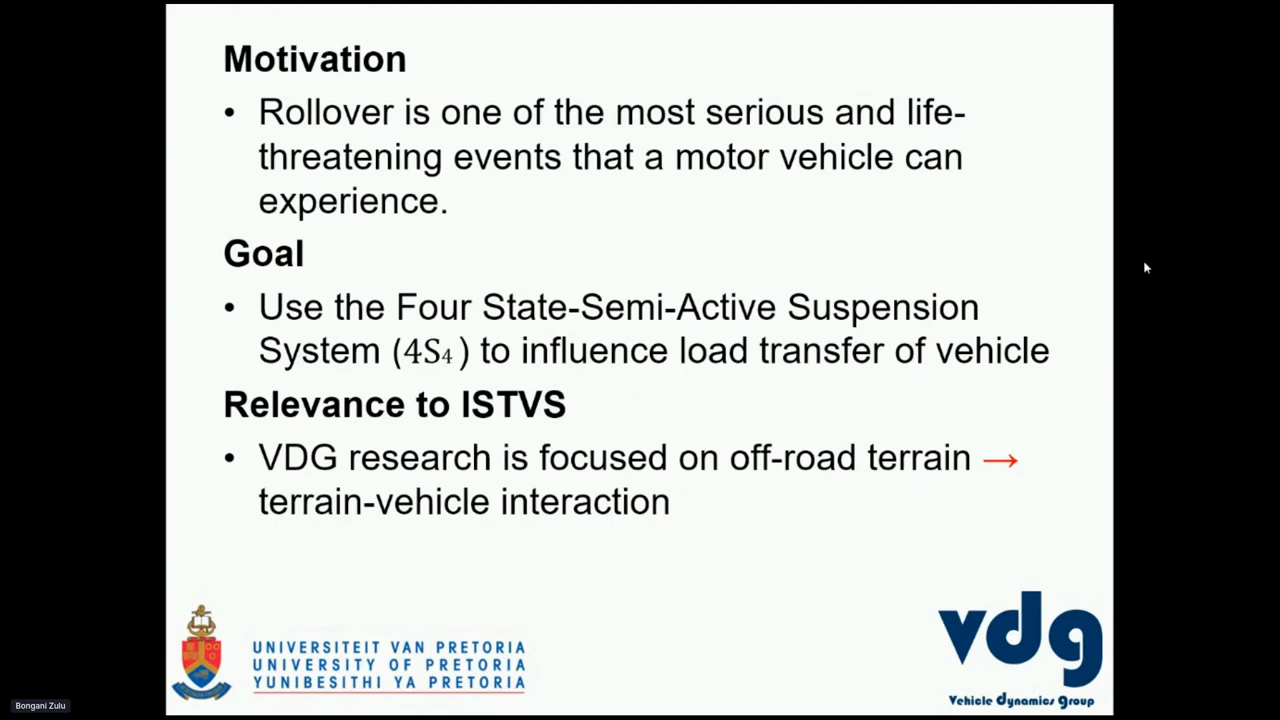 Motivation
• Rollover is one of the most serious and life-
threatening events that a motor vehicle can
experience.
Goal
• Use the Four State-Semi-Active Suspension
System (4S₄ ) to influence load transfer of vehicle
Relevance to ISTVS
• VDG research is focused on off-road terrain →
terrain-vehicle interaction
UNIVERSITEIT VAN PRETORIA
UNIVERSITY OF PRETORIA
YUNIBESITHI YA PRETORIA
vdg
Vehicle dynamics Group
Bongani Zulu